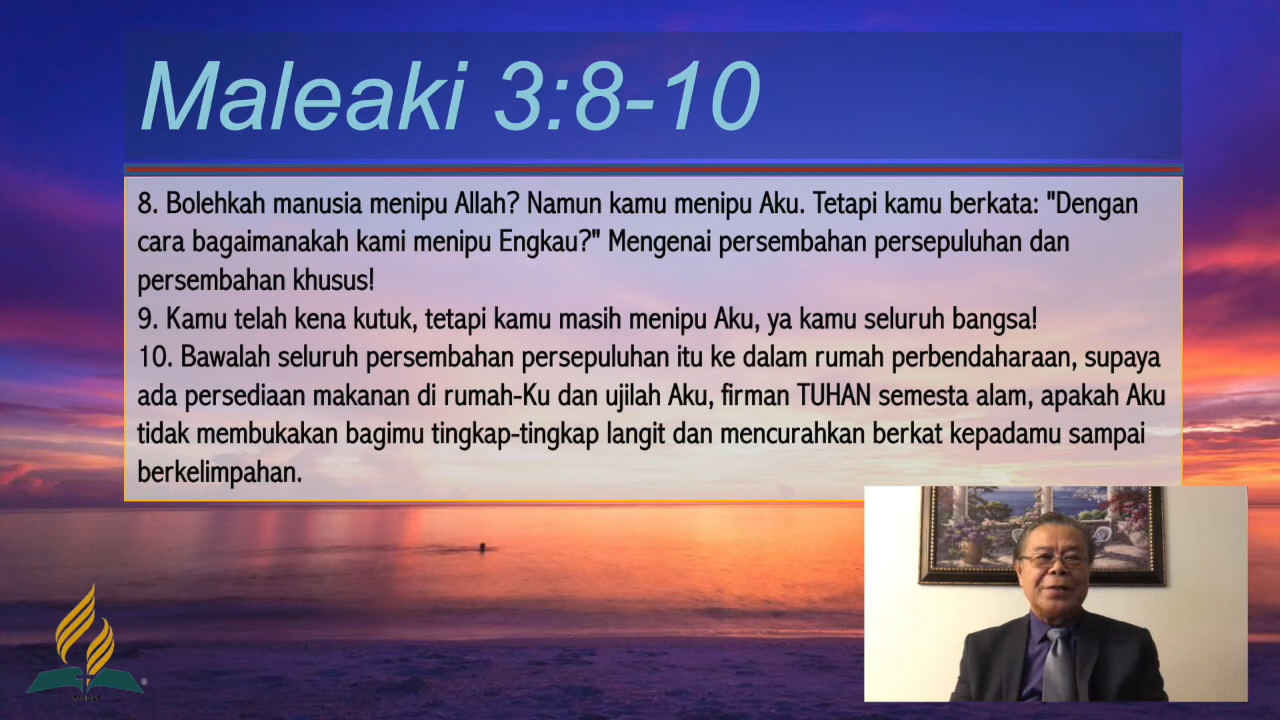 Maleaki 3:8-10
8. Bolehkah manusia menipu Allah? Namun kamu menipu Aku. Tetapi kamu berkata: "Dengan
cara bagaimanakah kami menipu Engkau?" Mengenai persembahan persepuluhan dan
persembahan khusus!
9. Kamu telah kena kutuk, tetapi kamu masih menipu Aku, ya kamu seluruh bangsa!
10. Bawalah seluruh persembahan persepuluhan itu ke dalam rumah perbendaharaan, supaya
ada persediaan makanan di rumah-Ku dan ujilah Aku, firman TUHAN semesta alam, apakah Aku
tidak membukakan bagimu tingkap-tingkap langit dan mencurahkan berkat kepadamu sampai
berkelimpahan.
®